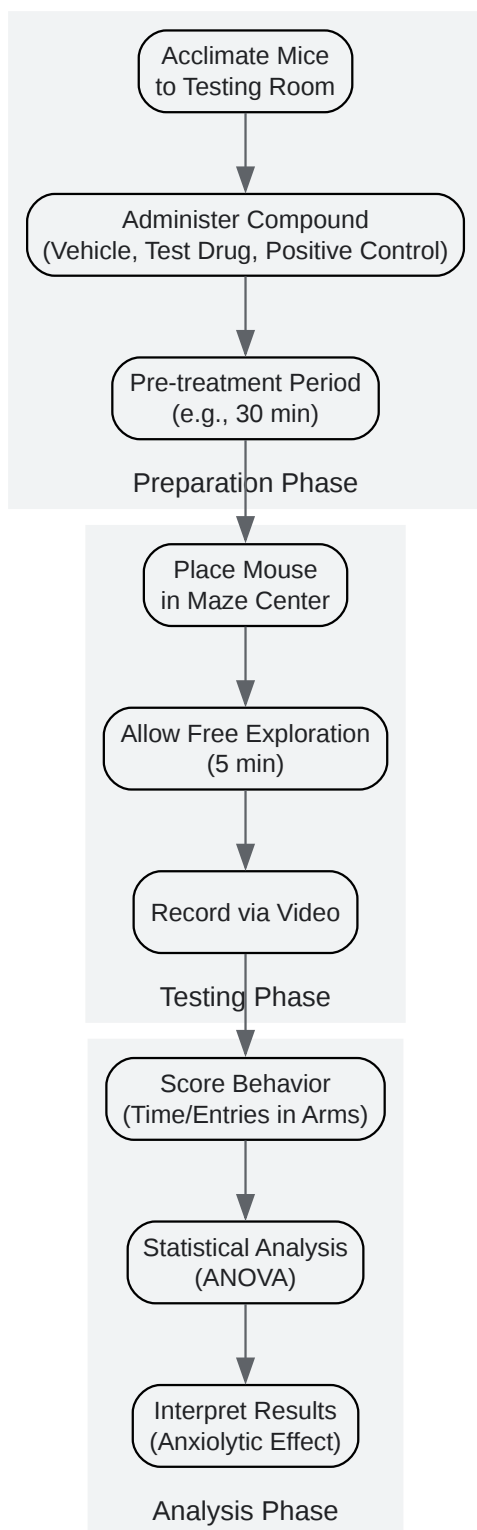 Acclimate Mice
to Testing Room
Administer Compound
(Vehicle, Test Drug, Positive Control)
Pre-treatment Period
(e.g., 30 min)
Preparation Phase
Place Mouse
in Maze Center
Allow Free Exploration
(5 min)
Record via Video
Testing Phase
Score Behavior
(Time/Entries in Arms)
Statistical Analysis
(ANOVA)
Interpret Results
(Anxiolytic Effect)
Analysis Phase